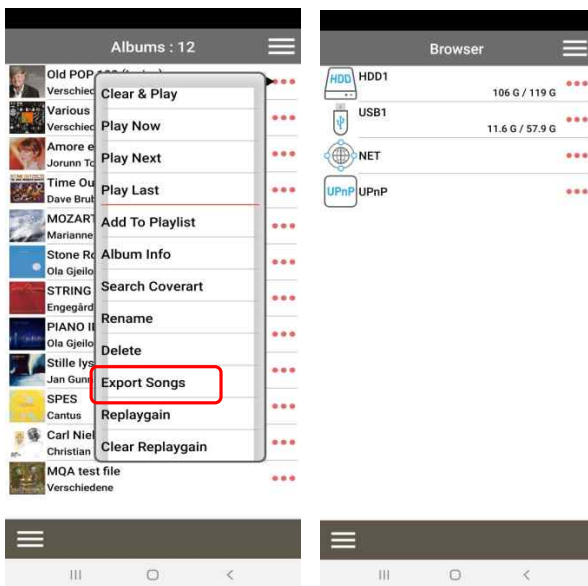 Albums : 12
Old POP
Verschied
Various
Verschied
Amore e
Jorunn To
Time Ou
Dave Brub
MOZART
Marianne
Stone Ro
Ola Gjeilo
STRING
Engegård
PIANO I
Ola Gjeilo
Stille lys
Jan Gunn
SPES
Cantus
Carl Niel
Christian
MQA test file
Verschiedene
Clear & Play
Play Now
Play Next
Play Last
Add To Playlist
Album Info
Search Coverart
Rename
Delete
Export Songs
Replaygain
Clear Replaygain
Browser
HDD
HDD1
106 G / 119 G
USB1
11.6 G / 57.9 G
NET
UPnP
UPnP